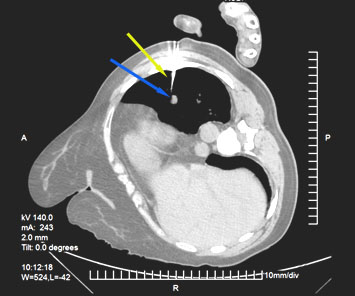 A
P
kV 140.0
mA: 243
2.0 mm
Tilt: 0.0 degrees
10:12:18
W=524,L=-42
10mm/div
R